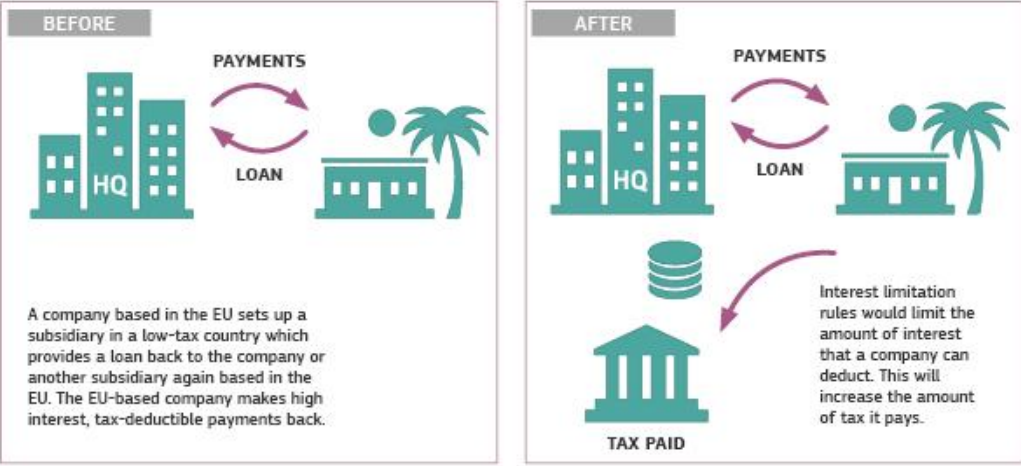 BEFORE
PAYMENTS
HQ
LOAN
A company based in the EU sets up a
subsidiary in a low-tax country which
provides a loan back to the company or
another subsidiary again based in the
EU. The EU-based company makes high
interest, tax-deductible payments back.
AFTER
PAYMENTS
LOAN
HQ
Interest limitation
rules would limit the
amount of interest
that a company can
deduct. This will
increase the amount
of tax it pays.
TAX PAID